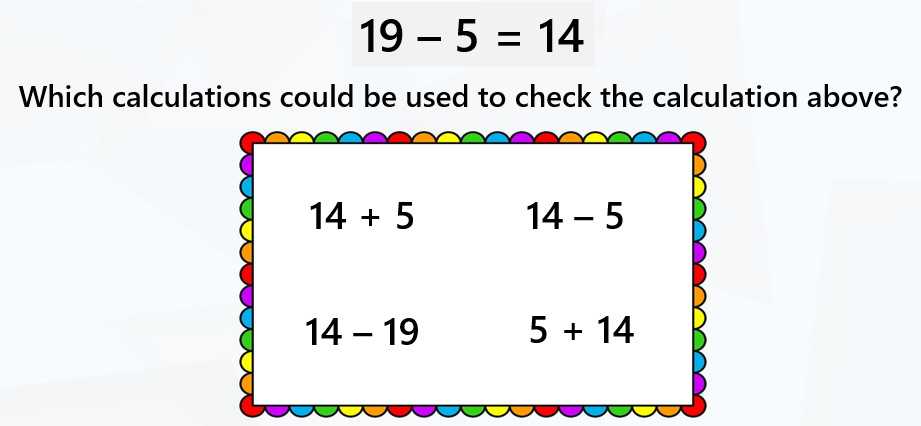 19 – 5 = 14
Which calculations could be used to check the calculation above?
14 + 5 14 – 5
14 – 19 5 + 14